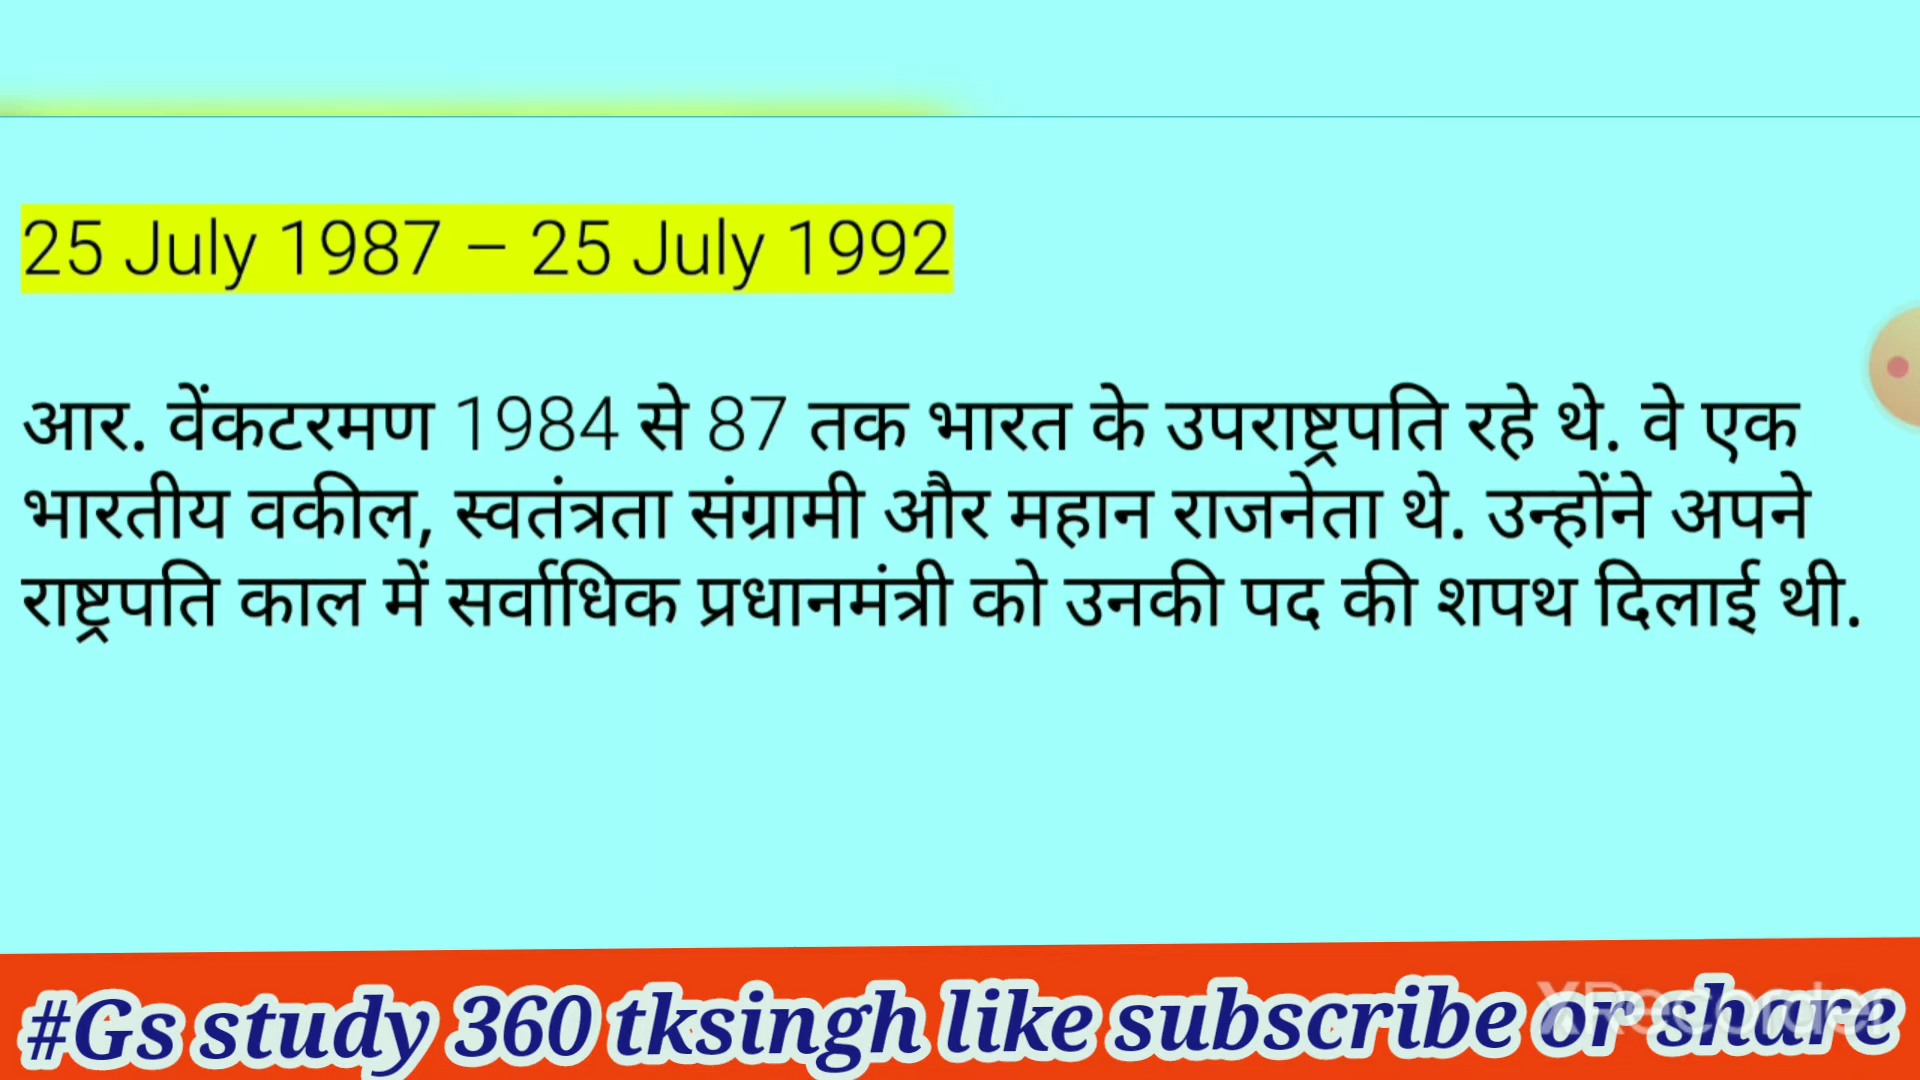 25 July 1987 – 25 July 1992
आर. वेंकटरमण 1984 से 87 तक भारत के उपराष्ट्रपति रहे थे. वे एक
भारतीय वकील, स्वतंत्रता संग्रामी और महान राजनेता थे. उन्होंने अपने
राष्ट्रपति काल में सर्वाधिक प्रधानमंत्री को उनकी पद की शपथ दिलाई थी.
#Gs study 360 tksingh like subscribe or share
XRecorder